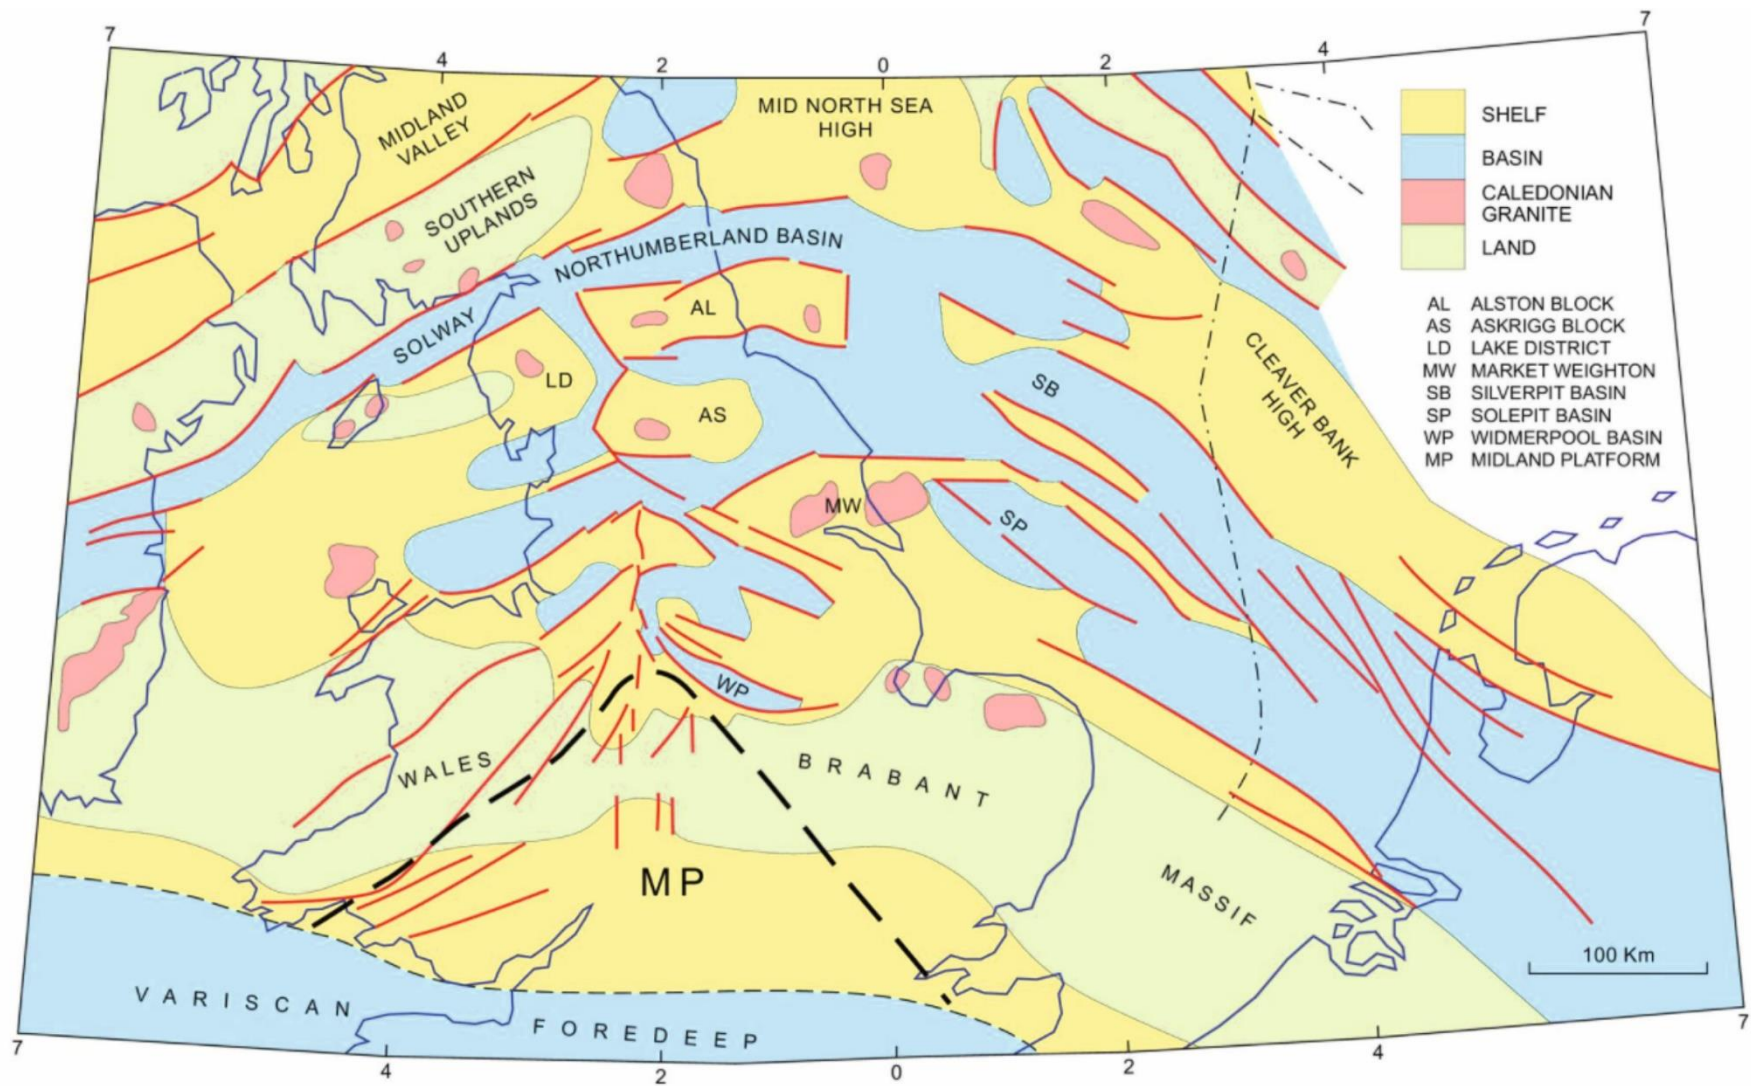 7
4
2
0
2
4
7
MIDLAND
VALLEY
MID NORTH SEA
HIGH
SOUTHERN
UPLANDS
NORTHUMBERLAND BASIN
SOLWAY
AL
LD
AS
SB
CLEAVER BANK
HIGH
MW
SP
WP
WALES
BRABANT
MASSIF
MP
VARISCAN
FOREDEEP
SHELF
BASIN
CALEDONIAN
GRANITE
LAND
AL ALSTON BLOCK
AS ASKRIGG BLOCK
LD LAKE DISTRICT
MW MARKET WEIGHTON
SB SILVERPIT BASIN
SP SOLEPIT BASIN
WP WIDMERPOOL BASIN
MP MIDLAND PLATFORM
100 Km
7
4
2
0
2
4
7